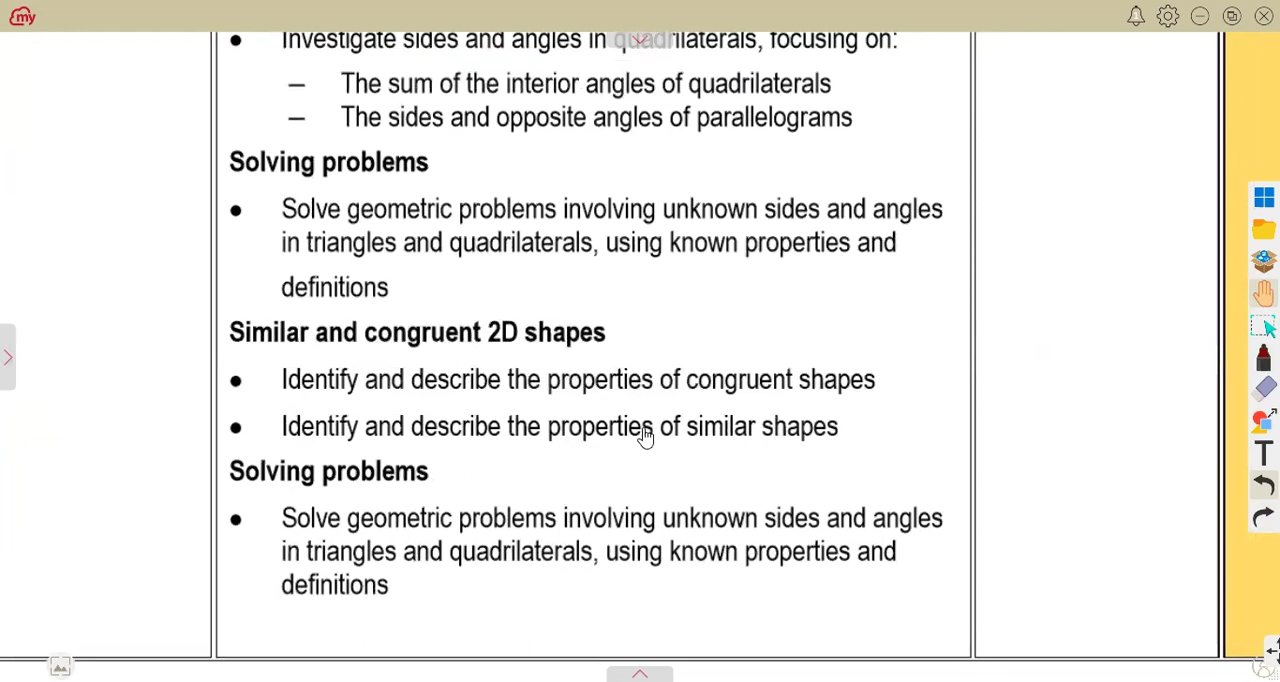 my
• Investigate sides and angles in quadrilaterals, focusing on:
– The sum of the interior angles of quadrilaterals
– The sides and opposite angles of parallelograms
Solving problems
• Solve geometric problems involving unknown sides and angles
in triangles and quadrilaterals, using known properties and
definitions
Similar and congruent 2D shapes
• Identify and describe the properties of congruent shapes
• Identify and describe the properties of similar shapes
Solving problems
• Solve geometric problems involving unknown sides and angles
in triangles and quadrilaterals, using known properties and
definitions
T